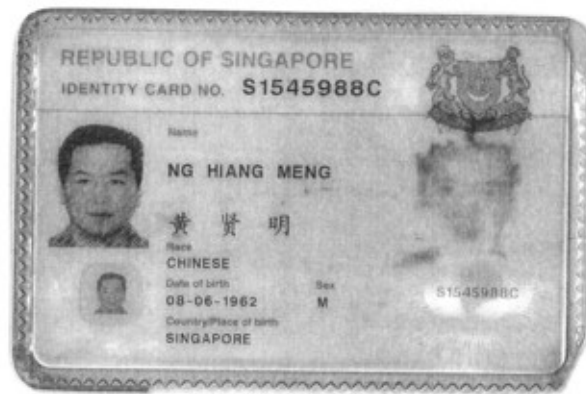 REPUBLIC OF SINGAPORE
IDENTITY CARD NO. S1545988C
Name
NG HIANG MENG
黄 贤 明
Race
CHINESE
Date of birth Sex
08-06-1962 M
S1545988C
Country/Place of birth
SINGAPORE